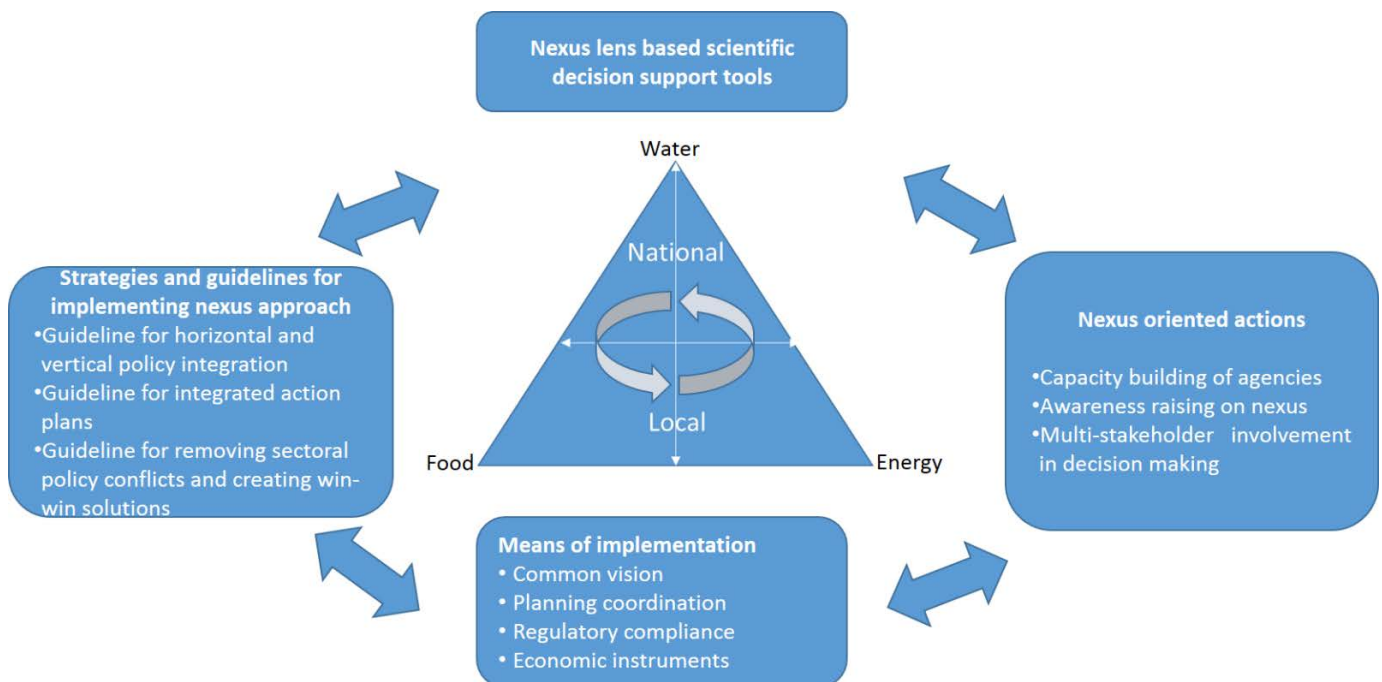 Nexus lens based scientific
decision support tools
Water
National
Local
Food
Energy
Strategies and guidelines for
implementing nexus approach
•Guideline for horizontal and
vertical policy integration
•Guideline for integrated action
plans
•Guideline for removing sectoral
policy conflicts and creating win-
win solutions
Nexus oriented actions
•Capacity building of agencies
•Awareness raising on nexus
•Multi-stakeholder involvement
in decision making
Means of implementation
• Common vision
• Planning coordination
• Regulatory compliance
• Economic instruments